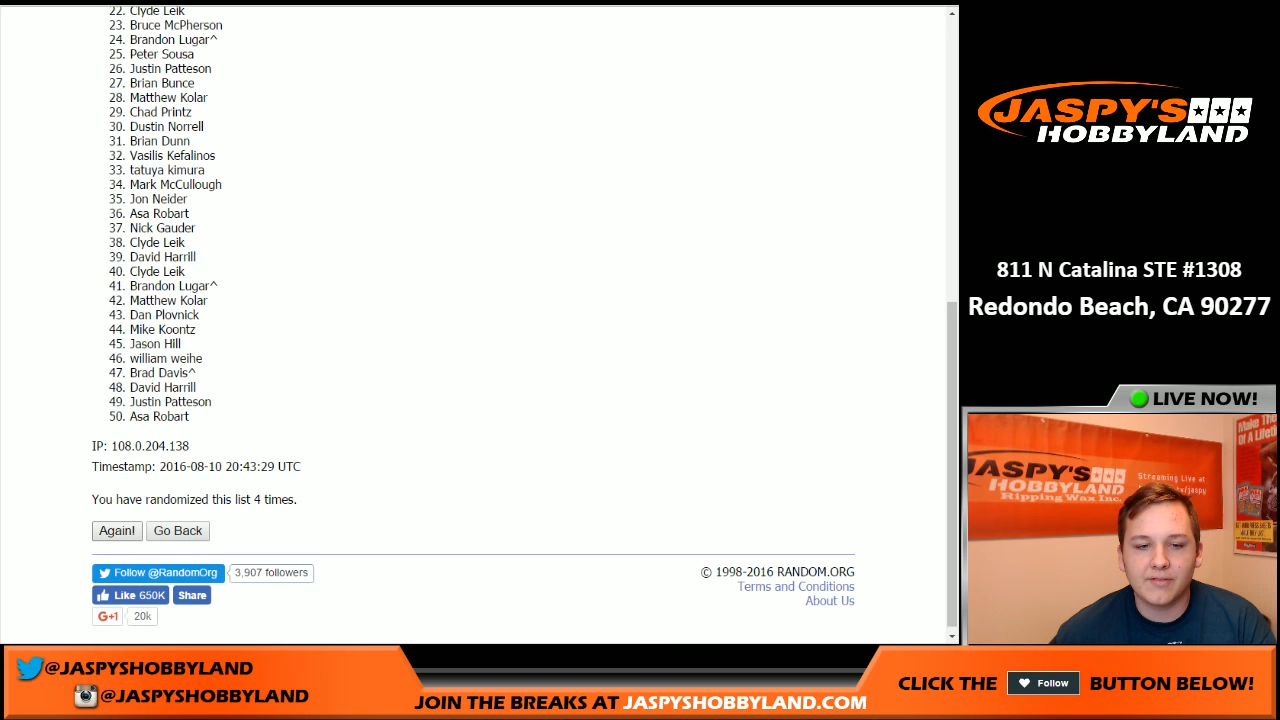 22. Clyde Leik
23. Bruce McPherson
24. Brandon Lugar^
25. Peter Sousa
26. Justin Patteson
27. Brian Bunce
28. Matthew Kolar
29. Chad Printz
30. Dustin Norrell
31. Brian Dunn
32. Vasilis Kefalinos
33. tatuya kimura
34. Mark McCullough
35. Jon Neider
36. Asa Robart
37. Nick Gauder
38. Clyde Leik
39. David Harrill
40. Clyde Leik
41. Brandon Lugar^
42. Matthew Kolar
43. Dan Plovnick
44. Mike Koontz
45. Jason Hill
46. william weihe
47. Brad Davis^
48. David Harrill
49. Justin Patteson
50. Asa Robart
IP: 108.0.204.138
Timestamp: 2016-08-10 20:43:29 UTC
You have randomized this list 4 times.
Again! Go Back
Follow @RandomOrg 3,907 followers
Like 650K Share
G+1 20k
© 1998-2016 RANDOM.ORG
Terms and Conditions
About Us
JASPY'S
HOBBYLAND
811 N Catalina STE #1308
Redondo Beach, CA 90277
LIVE NOW!
JASPY'S
HOBBYLAND
Ripping Wax Inc.
Streaming Live at
@JASPYSHOBBYLAND
@JASPYSHOBBYLAND
JOIN THE BREAKS AT JASPYSHOBBYLAND.COM
CLICK THE Follow BUTTON BELOW!